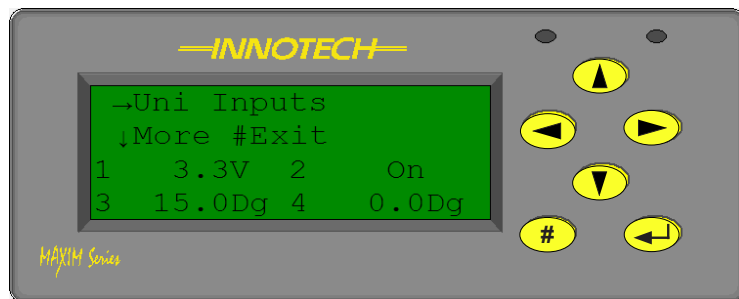 INNOTECH
→Uni Inputs
↓More #Exit
1 3.3V 2 On
3 15.0Dg 4 0.0Dg
#
MAXIM Series